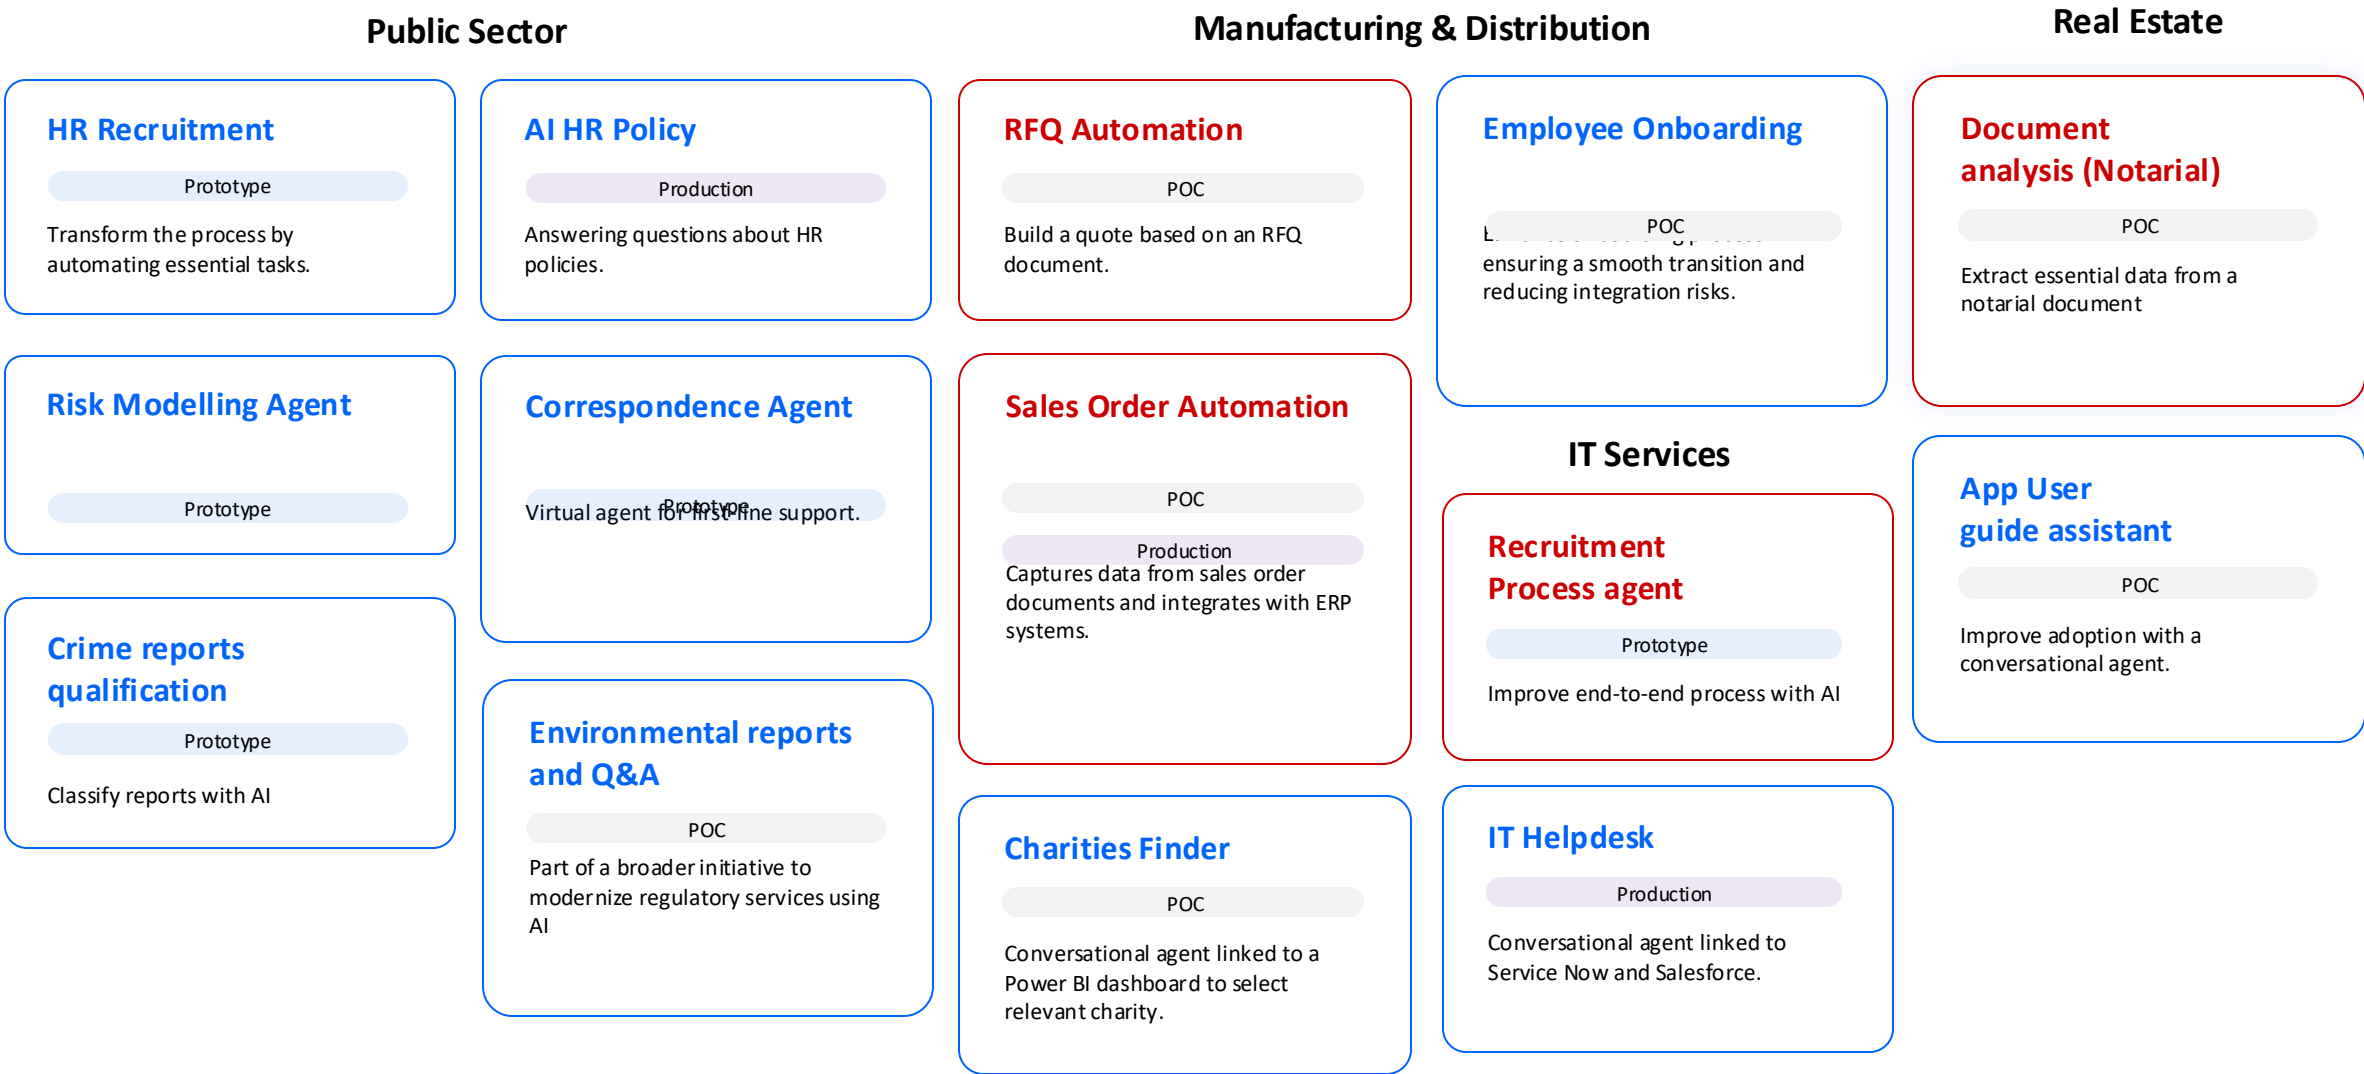 Public Sector
HR Recruitment
Prototype
Transform the process by
automating essential tasks.
AI HR Policy
Production
Answering questions about HR
policies.
Risk Modelling Agent
Prototype
Correspondence Agent
Prototype
Virtual agent for first-line support.
Crime reports
qualification
Prototype
Classify reports with AI
Environmental reports
and Q&A
POC
Part of a broader initiative to
modernize regulatory services using
AI
Manufacturing & Distribution
RFQ Automation
POC
Build a quote based on an RFQ
document.
Employee Onboarding
POC
ensuring a smooth transition and
reducing integration risks.
Sales Order Automation
POC
Production
Captures data from sales order
documents and integrates with ERP
systems.
Charities Finder
POC
Conversational agent linked to a
Power BI dashboard to select
relevant charity.
IT Services
Recruitment
Process agent
Prototype
Improve end-to-end process with AI
IT Helpdesk
Production
Conversational agent linked to
Service Now and Salesforce.
Real Estate
Document
analysis (Notarial)
POC
Extract essential data from a
notarial document
App User
guide assistant
POC
Improve adoption with a
conversational agent.